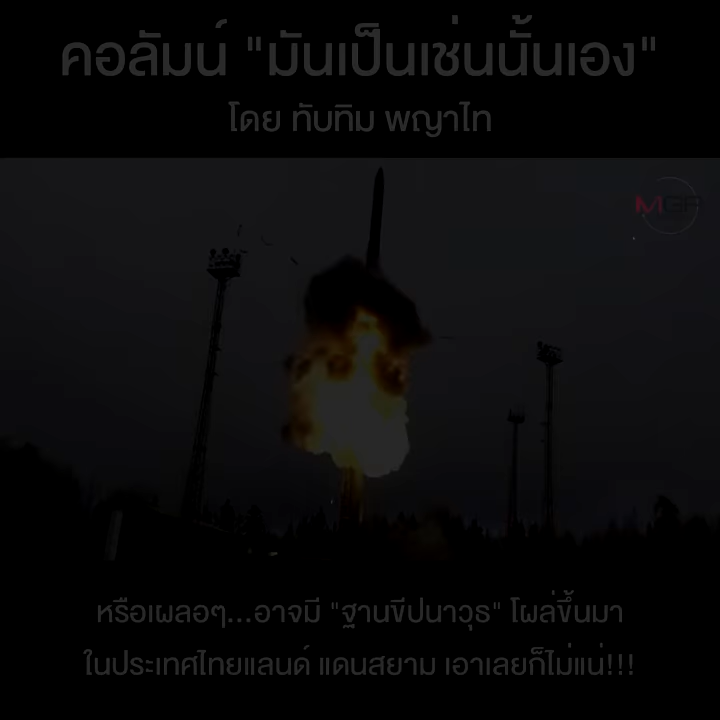 คอลัมน์ "มันเป็นเช่นนั้นเอง"
โดย ทับทิม พญาไท
MGR
หรือเผลอๆ...อาจมี "ฐานขีปนาวุธ" โผล่ขึ้นมา
ในประเทศไทยแลนด์ แดนสยาม เอาเลยก็ไม่แน่!!!